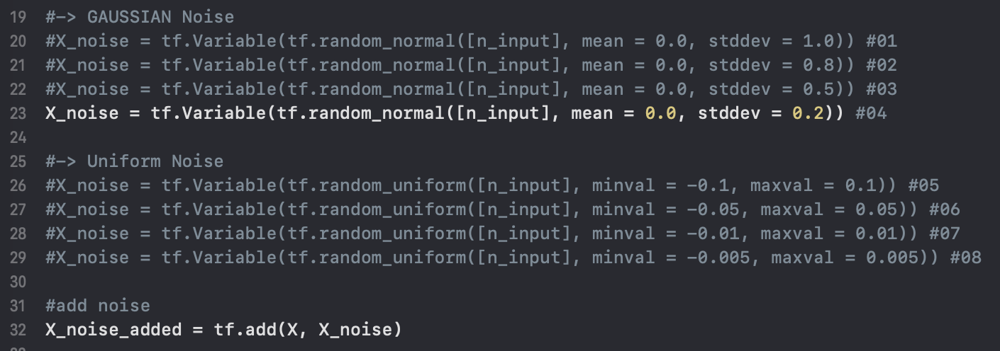 19 #-> GAUSSIAN Noise
20 #X_noise = tf.Variable(tf.random_normal([n_input], mean = 0.0, stddev = 1.0)) #01
21 #X_noise = tf.Variable(tf.random_normal([n_input], mean = 0.0, stddev = 0.8)) #02
22 #X_noise = tf.Variable(tf.random_normal([n_input], mean = 0.0, stddev = 0.5)) #03
23 X_noise = tf.Variable(tf.random_normal([n_input], mean = 0.0, stddev = 0.2)) #04
24
25 #-> Uniform Noise
26 #X_noise = tf.Variable(tf.random_uniform([n_input], minval = -0.1, maxval = 0.1)) #05
27 #X_noise = tf.Variable(tf.random_uniform([n_input], minval = -0.05, maxval = 0.05)) #06
28 #X_noise = tf.Variable(tf.random_uniform([n_input], minval = -0.01, maxval = 0.01)) #07
29 #X_noise = tf.Variable(tf.random_uniform([n_input], minval = -0.005, maxval = 0.005)) #08
30
31 #add noise
32 X_noise_added = tf.add(X, X_noise)